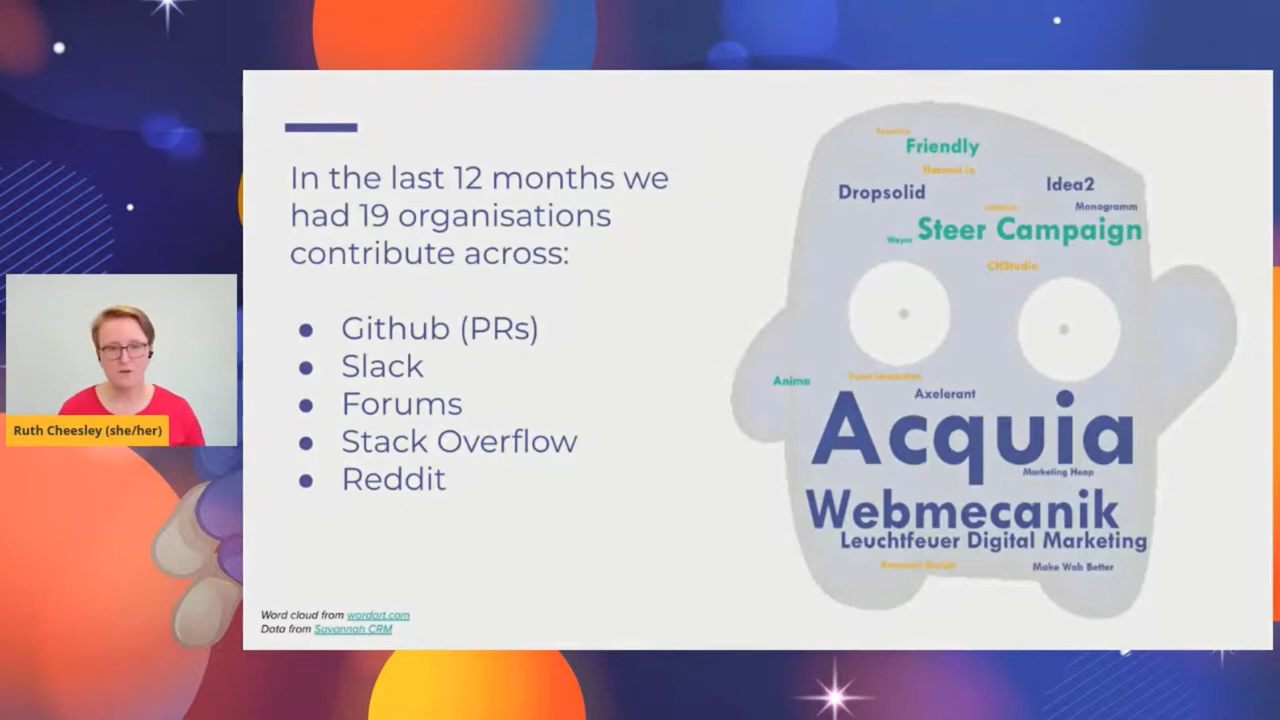 In the last 12 months we
had 19 organisations
contribute across:
● Github (PRs)
● Slack
● Forums
● Stack Overflow
● Reddit
Word cloud from wordart.com
Data from Savannah CRM
Ruth Cheesley (she/her)
Friendly
Dropsolid
Idea2
Monogramm
Steer Campaign
CHStudio
Axelerant
Acquia
Marketing Heap
Webmecanik
Leuchtfeuer Digital Marketing
Make Web Better